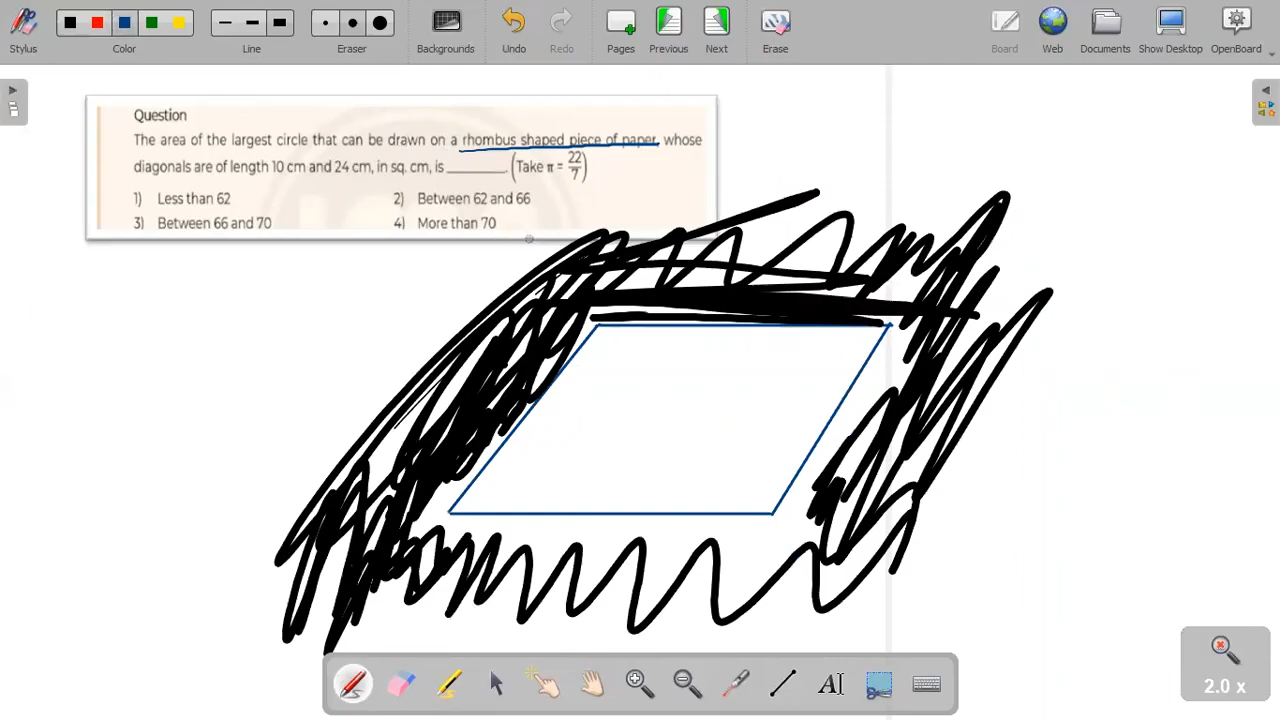 Stylus
Color
Line
Eraser
Backgrounds
Undo
Redo
Pages
Previous
Next
Erase
Board
Web
Documents
Show Desktop
OpenBoard
Question
The area of the largest circle that can be drawn on a rhombus shaped piece of paper, whose
diagonals are of length 10 cm and 24 cm, in sq. cm, is ______. (Take π = 22/7)
1) Less than 62 2) Between 62 and 66
3) Between 66 and 70 4) More than 70
2.0 x